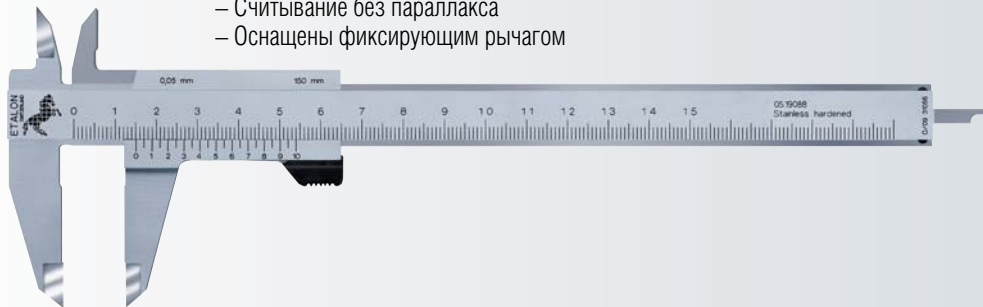 – Считывание без параллакса
– Оснащены фиксирующим рычагом
0,05 mm 150 mm
ETALON
0 1 2 3 4 5 6 7 8 9 10 11 12 13 14 15
05.19088
Stainless hardened
0 1 2 3 4 5 6 7 8 9 10